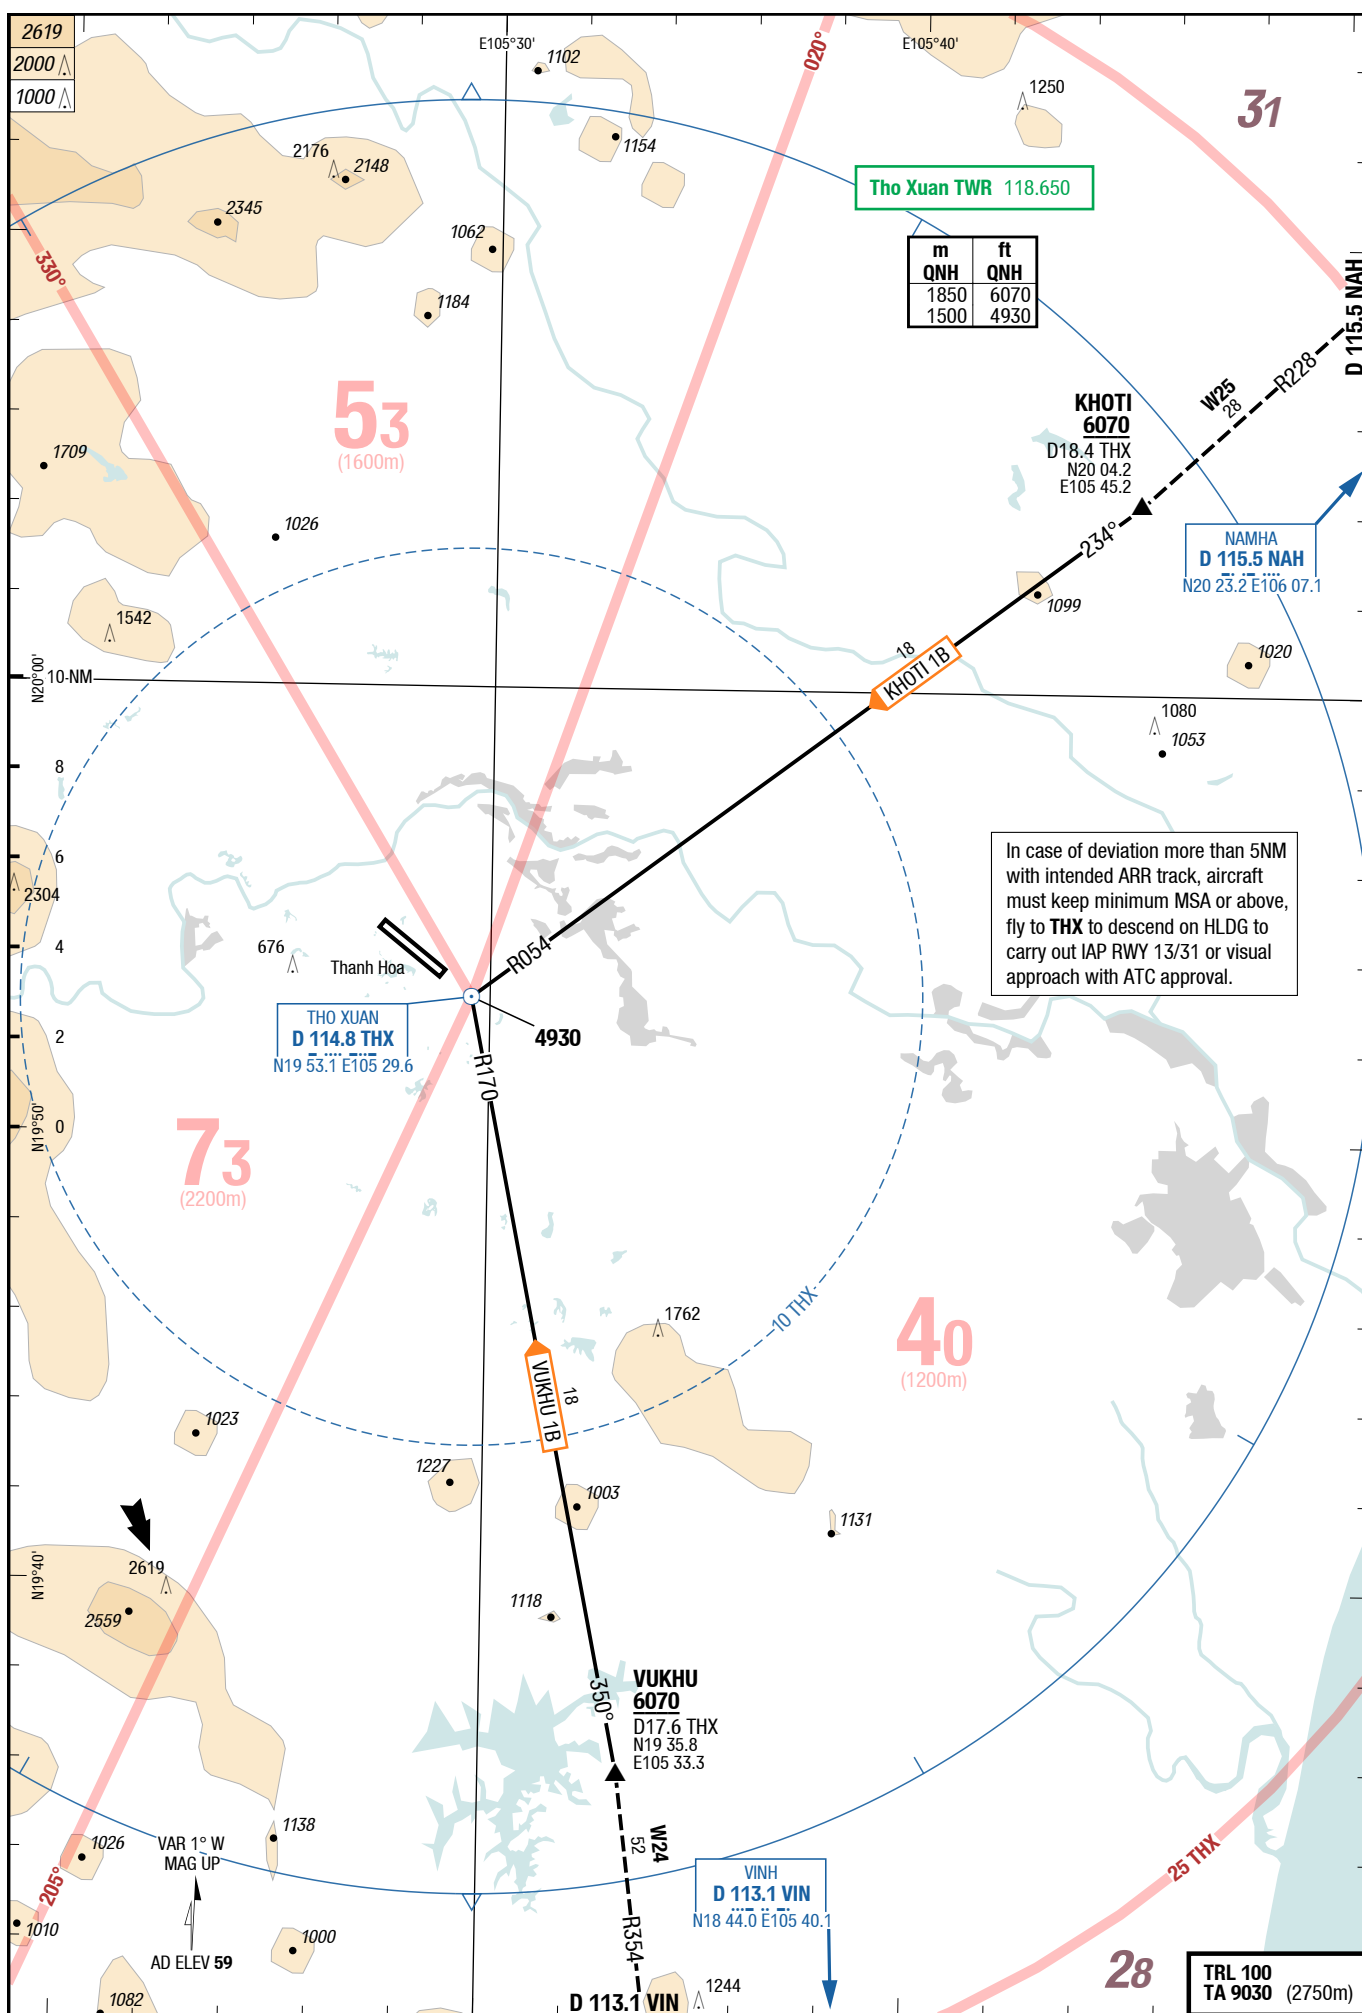 2619
2000
1000
E105°30'
E105°40'
1102
020°
1250
31
1154
2176
2148
Tho Xuan TWR 118.650
2345
1062
m ft
QNH QNH
1850 6070
1500 4930
330°
1184
D 115.5 NAH
R228
W25
28
KHOTI
6070
D18.4 THX
N20 04.2
E105 45.2
53
(1600m)
1709
1026
234°
NAMHA
D 115.5 NAH
N20 23.2 E106 07.1
1099
1542
18
KHOTI 1B
1020
N20°00'
10 NM
1080
1053
8
6
4
2
0
2304
In case of deviation more than 5NM
with intended ARR track, aircraft
must keep minimum MSA or above,
fly to THX to descend on HLDG to
carry out IAP RWY 13/31 or visual
approach with ATC approval.
676
Thanh Hoa
R054
THO XUAN
D 114.8 THX
N19 53.1 E105 29.6
4930
R170
N19°50'
73
(2200m)
10 THX
1762
40
(1200m)
VUKHU 1B
18
1023
1227
1003
1131
N19°40'
2619
2559
1118
350°
VUKHU
6070
D17.6 THX
N19 35.8
E105 33.3
1138
1026
VAR 1° W
MAG UP
W24
52
25 THX
205°
VINH
D 113.1 VIN
N18 44.0 E105 40.1
1010
1000
AD ELEV 59
R354
28
TRL 100
TA 9030 (2750m)
1082
D 113.1 VIN
1244